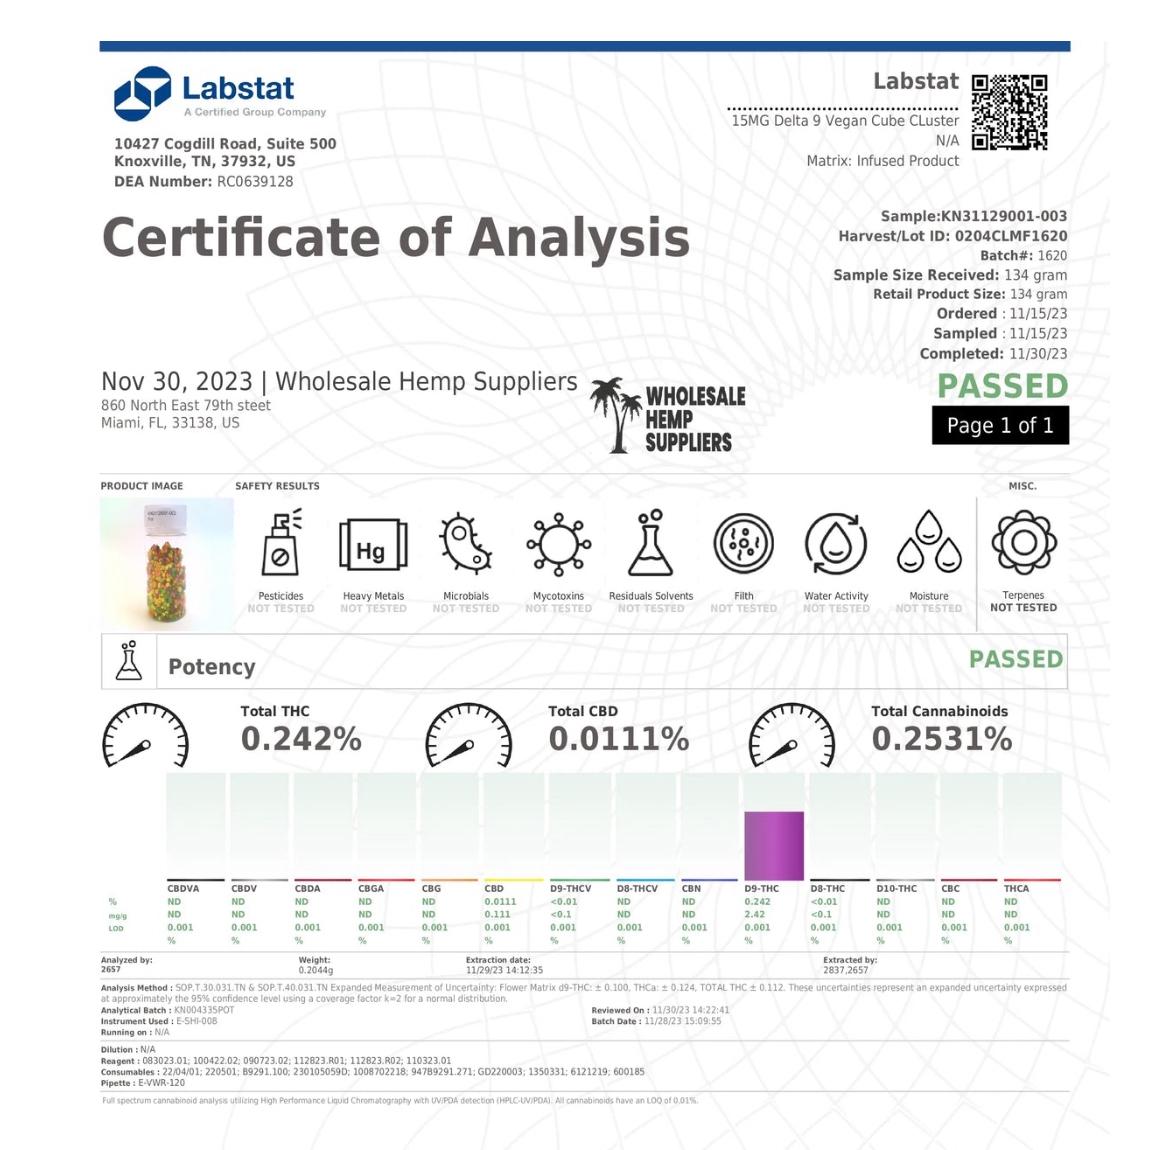 Labstat
A Certified Group Company
10427 Cogdill Road, Suite 500
Knoxville, TN, 37932, US
DEA Number: RC0639128
Labstat
15MG Delta 9 Vegan Cube CLuster
N/A
Matrix: Infused Product
Certificate of Analysis
Sample:KN31129001-003
Harvest/Lot ID: 0204CLMF1620
Batch#: 1620
Sample Size Received: 134 gram
Retail Product Size: 134 gram
Ordered : 11/15/23
Sampled : 11/15/23
Completed: 11/30/23
Nov 30, 2023 | Wholesale Hemp Suppliers
860 North East 79th steet
Miami, FL, 33138, US
WHOLESALE
HEMP
SUPPLIERS
PASSED
Page 1 of 1
PRODUCT IMAGE SAFETY RESULTS MISC.
Hg
Pesticides Heavy Metals Microbials Mycotoxins Residuals Solvents Filth Water Activity Moisture Terpenes
NOT TESTED NOT TESTED NOT TESTED NOT TESTED NOT TESTED NOT TESTED NOT TESTED NOT TESTED NOT TESTED
Potency PASSED
Total THC Total CBD Total Cannabinoids
0.242% 0.0111% 0.2531%
CBDVA CBDV CBDA CBGA CBG CBD D9-THCV D8-THCV CBN D9-THC D8-THC D10-THC CBC THCA
% ND ND ND ND ND 0.0111 <0.01 ND ND 0.242 <0.01 ND ND ND
mg/g ND ND ND ND ND 0.111 <0.1 ND ND 2.42 <0.1 ND ND ND
LOD 0.001 0.001 0.001 0.001 0.001 0.001 0.001 0.001 0.001 0.001 0.001 0.001 0.001 0.001
% % % % % % % % % % % % % %
Analyzed by: Weight: Extraction date: Extracted by:
2657 0.2044g 11/29/23 14:12:35 2837,2657
Analysis Method : SOP.T.30.031.TN & SOP.T.40.031.TN Expanded Measurement of Uncertainty: Flower Matrix d9-THC: ± 0.100, THCa: ± 0.124, TOTAL THC ± 0.112. These uncertainties represent an expanded uncertainty expressed
at approximately the 95% confidence level using a coverage factor k=2 for a normal distribution.
Analytical Batch : KN004335POT Reviewed On : 11/30/23 14:22:41
Instrument Used : E-SHI-008 Batch Date : 11/28/23 15:09:55
Running on : N/A
Dilution : N/A
Reagent : 083023.01; 100422.02; 090723.02; 112823.R01; 112823.R02; 110323.01
Consumables : 22/04/01; 220501; B9291.100; 230105059D; 1008702218; 947B9291.271; GD220003; 1350331; 6121219; 600185
Pipette : E-VWR-120
Full spectrum cannabinoid analysis utilizing High Performance Liquid Chromatography with UV/PDA detection (HPLC-UV/PDA). All cannabinoids have an LOQ of 0.01%.